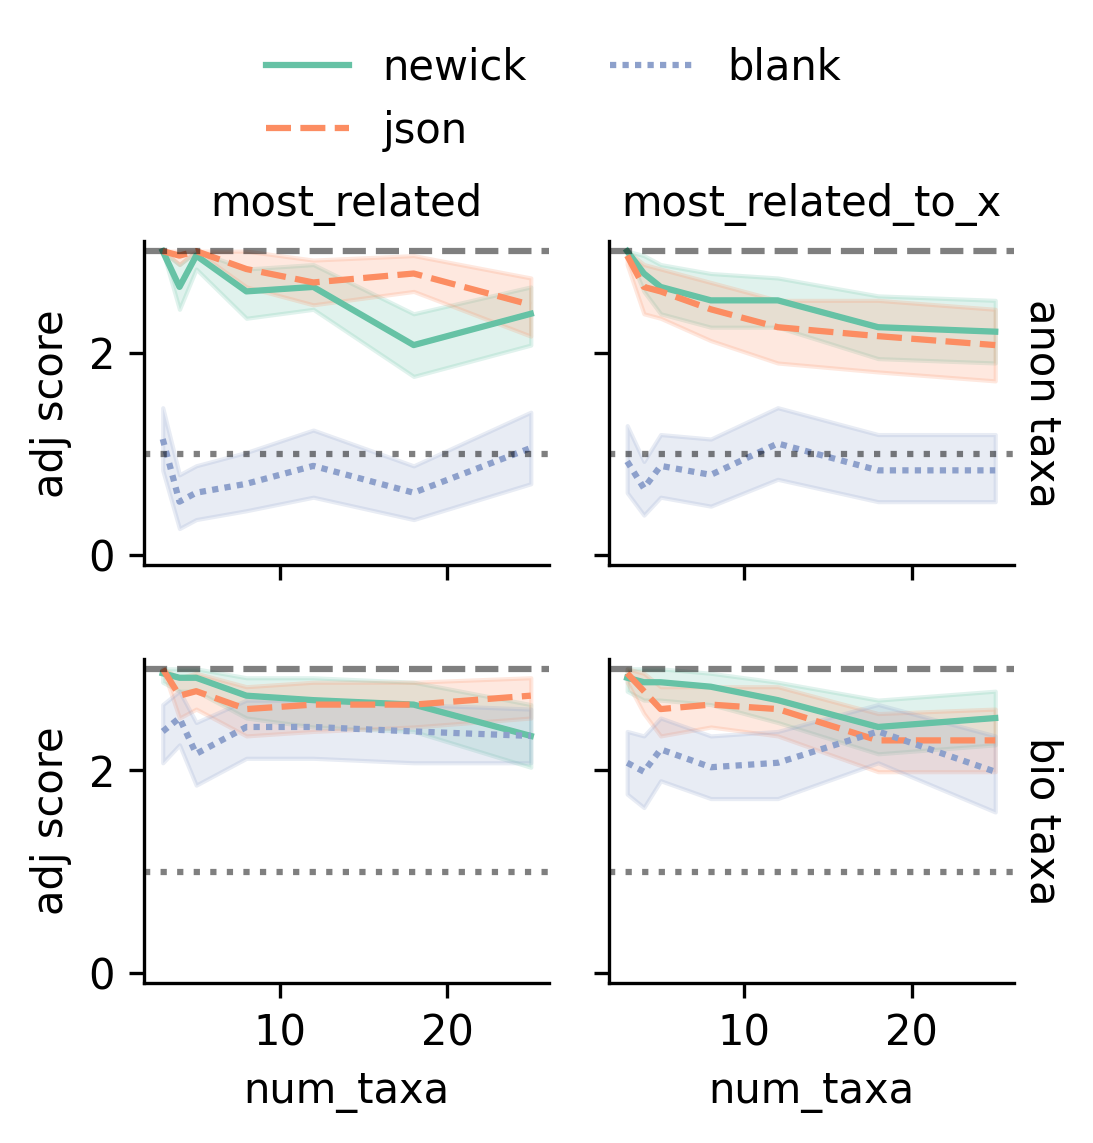 newick
blank
json
most_related
most_related_to_x
adj score
2
0
anon taxa
adj score
2
0
bio taxa
10
20
10
20
num_taxa
num_taxa